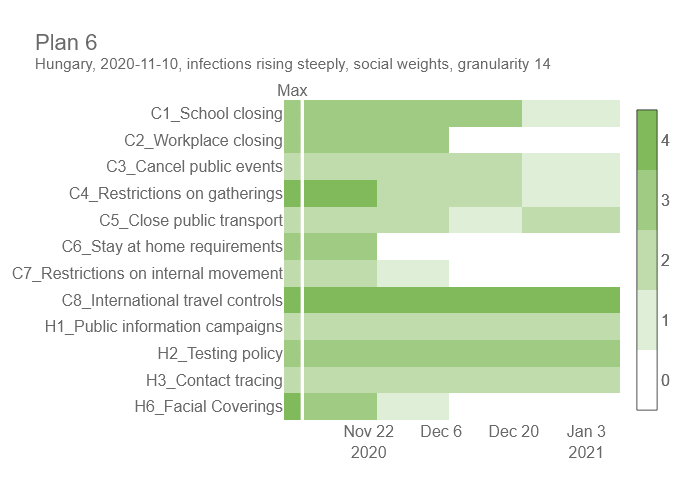 Plan 6
Hungary, 2020-11-10, infections rising steeply, social weights, granularity 14
Max
C1_School closing
C2_Workplace closing
C3_Cancel public events
C4_Restrictions on gatherings
C5_Close public transport
C6_Stay at home requirements
C7_Restrictions on internal movement
C8_International travel controls
H1_Public information campaigns
H2_Testing policy
H3_Contact tracing
H6_Facial Coverings
4
3
2
1
0
Nov 22 Dec 6 Dec 20 Jan 3
2020 2021